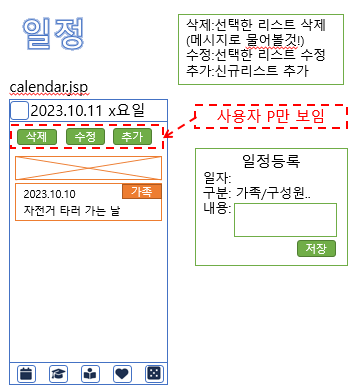 일정
삭제:선택한 리스트 삭제
(메시지로 물어볼것!)
수정:선택한 리스트 수정
추가:신규리스트 추가
calendar.jsp
2023.10.11 x요일
삭제 수정 추가
사용자 P만 보임
2023.10.10 가족
자전거 타러 가는 날
일정등록
일자:
구분: 가족/구성원..
내용:
저장